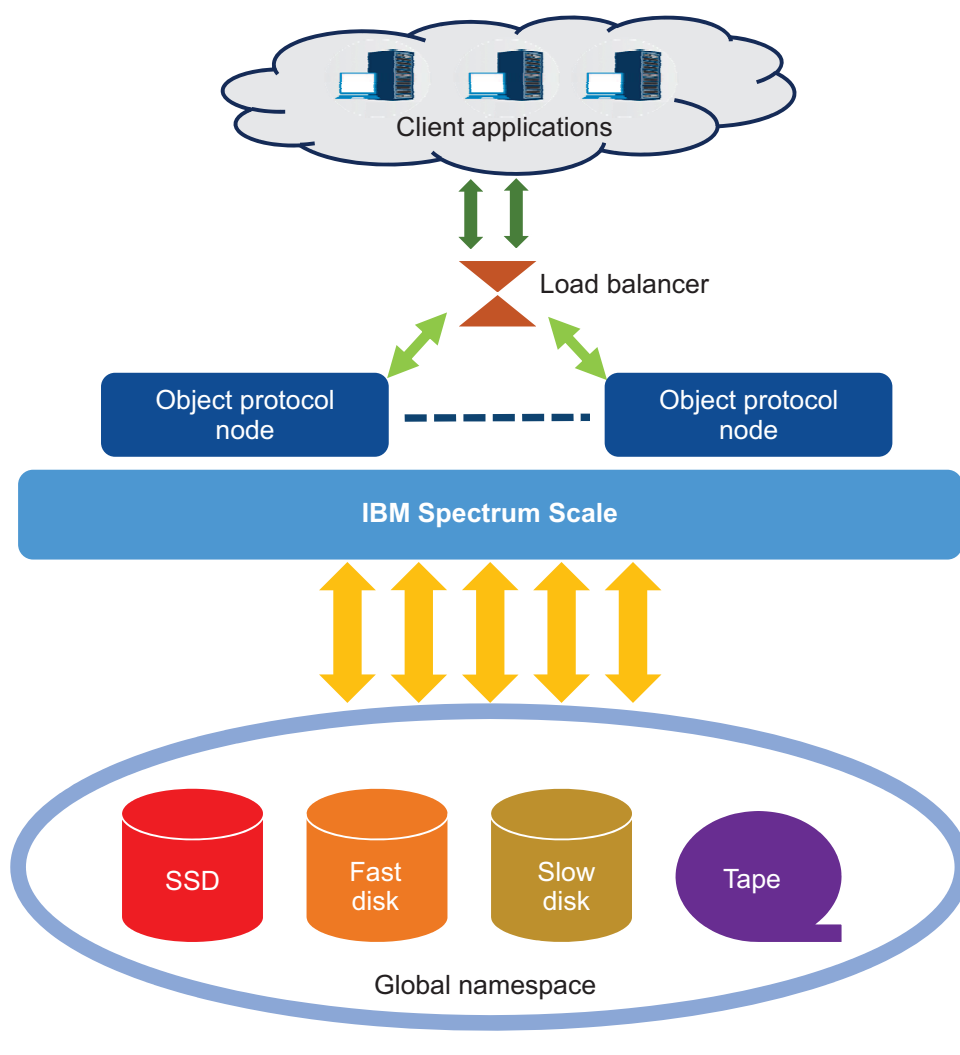 Client applications
Load balancer
Object protocol
node
Object protocol
node
IBM Spectrum Scale
SSD
Fast
disk
Slow
disk
Tape
Global namespace